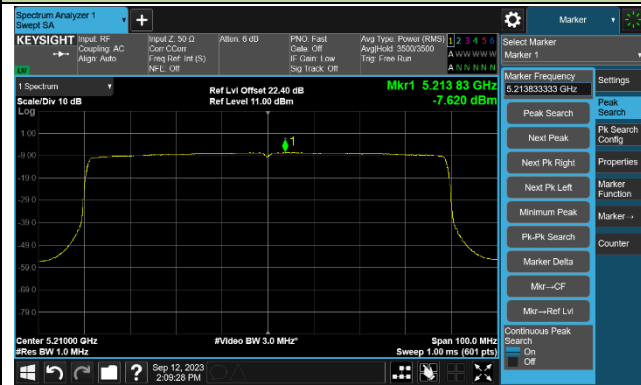 Spectrum Analyzer 1
Swept SA
+
Marker
KEYSIGHT
Input: RF
Coupling: AC
Align: Auto
Input Z: 50 Ω
Corr CCorr
Freq Ref: Int (S)
NFE: Off
Atten: 6 dB
PNO: Fast
Gate: Off
IF Gain: Low
Sig Track: Off
Avg Type: Power (RMS)
Avg|Hold: 3500/3500
Trig: Free Run
1 2 3 4 5 6
A W W W W W
A N N N N N
Select Marker
Marker 1
1 Spectrum
Scale/Div 10 dB
Log
Ref Lvl Offset 22.40 dB
Ref Level 11.00 dBm
Mkr1 5.213 83 GHz
-7.620 dBm
1
1.00
-9.00
-19.0
-29.0
-39.0
-49.0
-59.0
-69.0
-79.0
Center 5.21000 GHz
#Res BW 1.0 MHz
#Video BW 3.0 MHz*
Span 100.0 MHz
Sweep 1.00 ms (601 pts)
Marker Frequency
5.213833333 GHz
Peak Search
Next Peak
Next Pk Right
Next Pk Left
Minimum Peak
Pk-Pk Search
Marker Delta
Mkr→CF
Mkr→Ref Lvl
Continuous Peak
Search
On
Off
Settings
Peak
Search
Pk Search
Config
Properties
Marker
Function
Marker→
Counter
?
Sep 12, 2023
2:09:28 PM